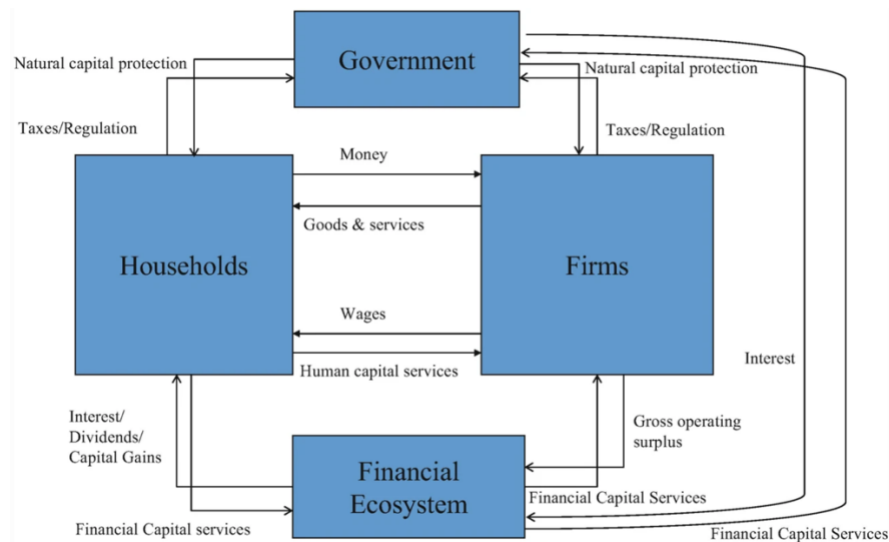 Government
Natural capital protection
Natural capital protection
Taxes/Regulation
Taxes/Regulation
Money
Goods & services
Households
Firms
Wages
Human capital services
Interest
Interest/
Dividends/
Capital Gains
Gross operating
surplus
Financial
Ecosystem
Financial Capital Services
Financial Capital services
Financial Capital Services